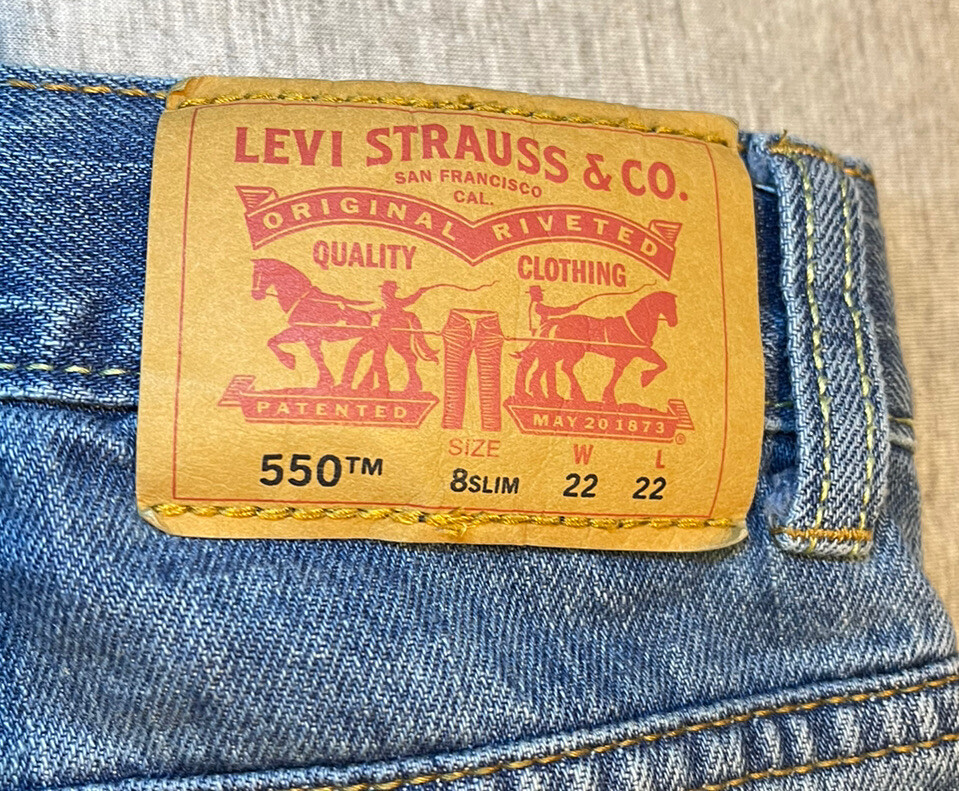 LEVI STRAUSS & CO.
SAN FRANCISCO
CAL.
ORIGINAL RIVETED
QUALITY CLOTHING
PATENTED MAY 20 1873 ®
SIZE W L
550™ 8SLIM 22 22